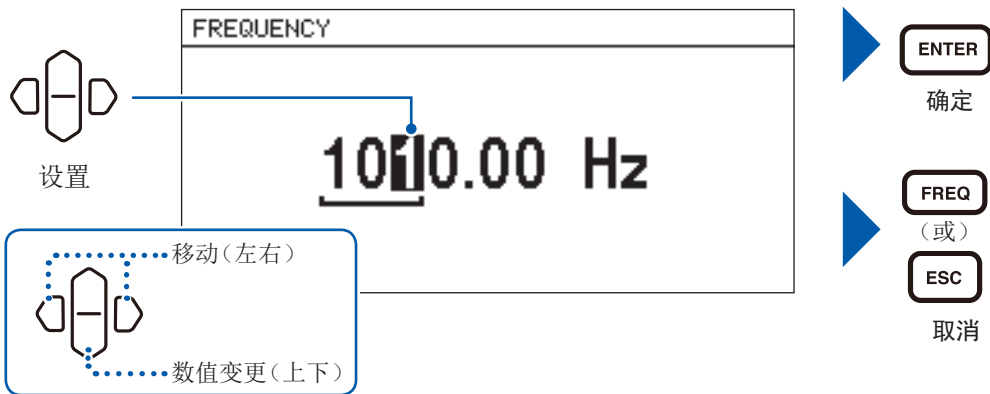 FREQUENCY
1010.00 Hz
设置
移动（左右）
数值变更（上下）
ENTER
确定
FREQ
（或）
ESC
取消